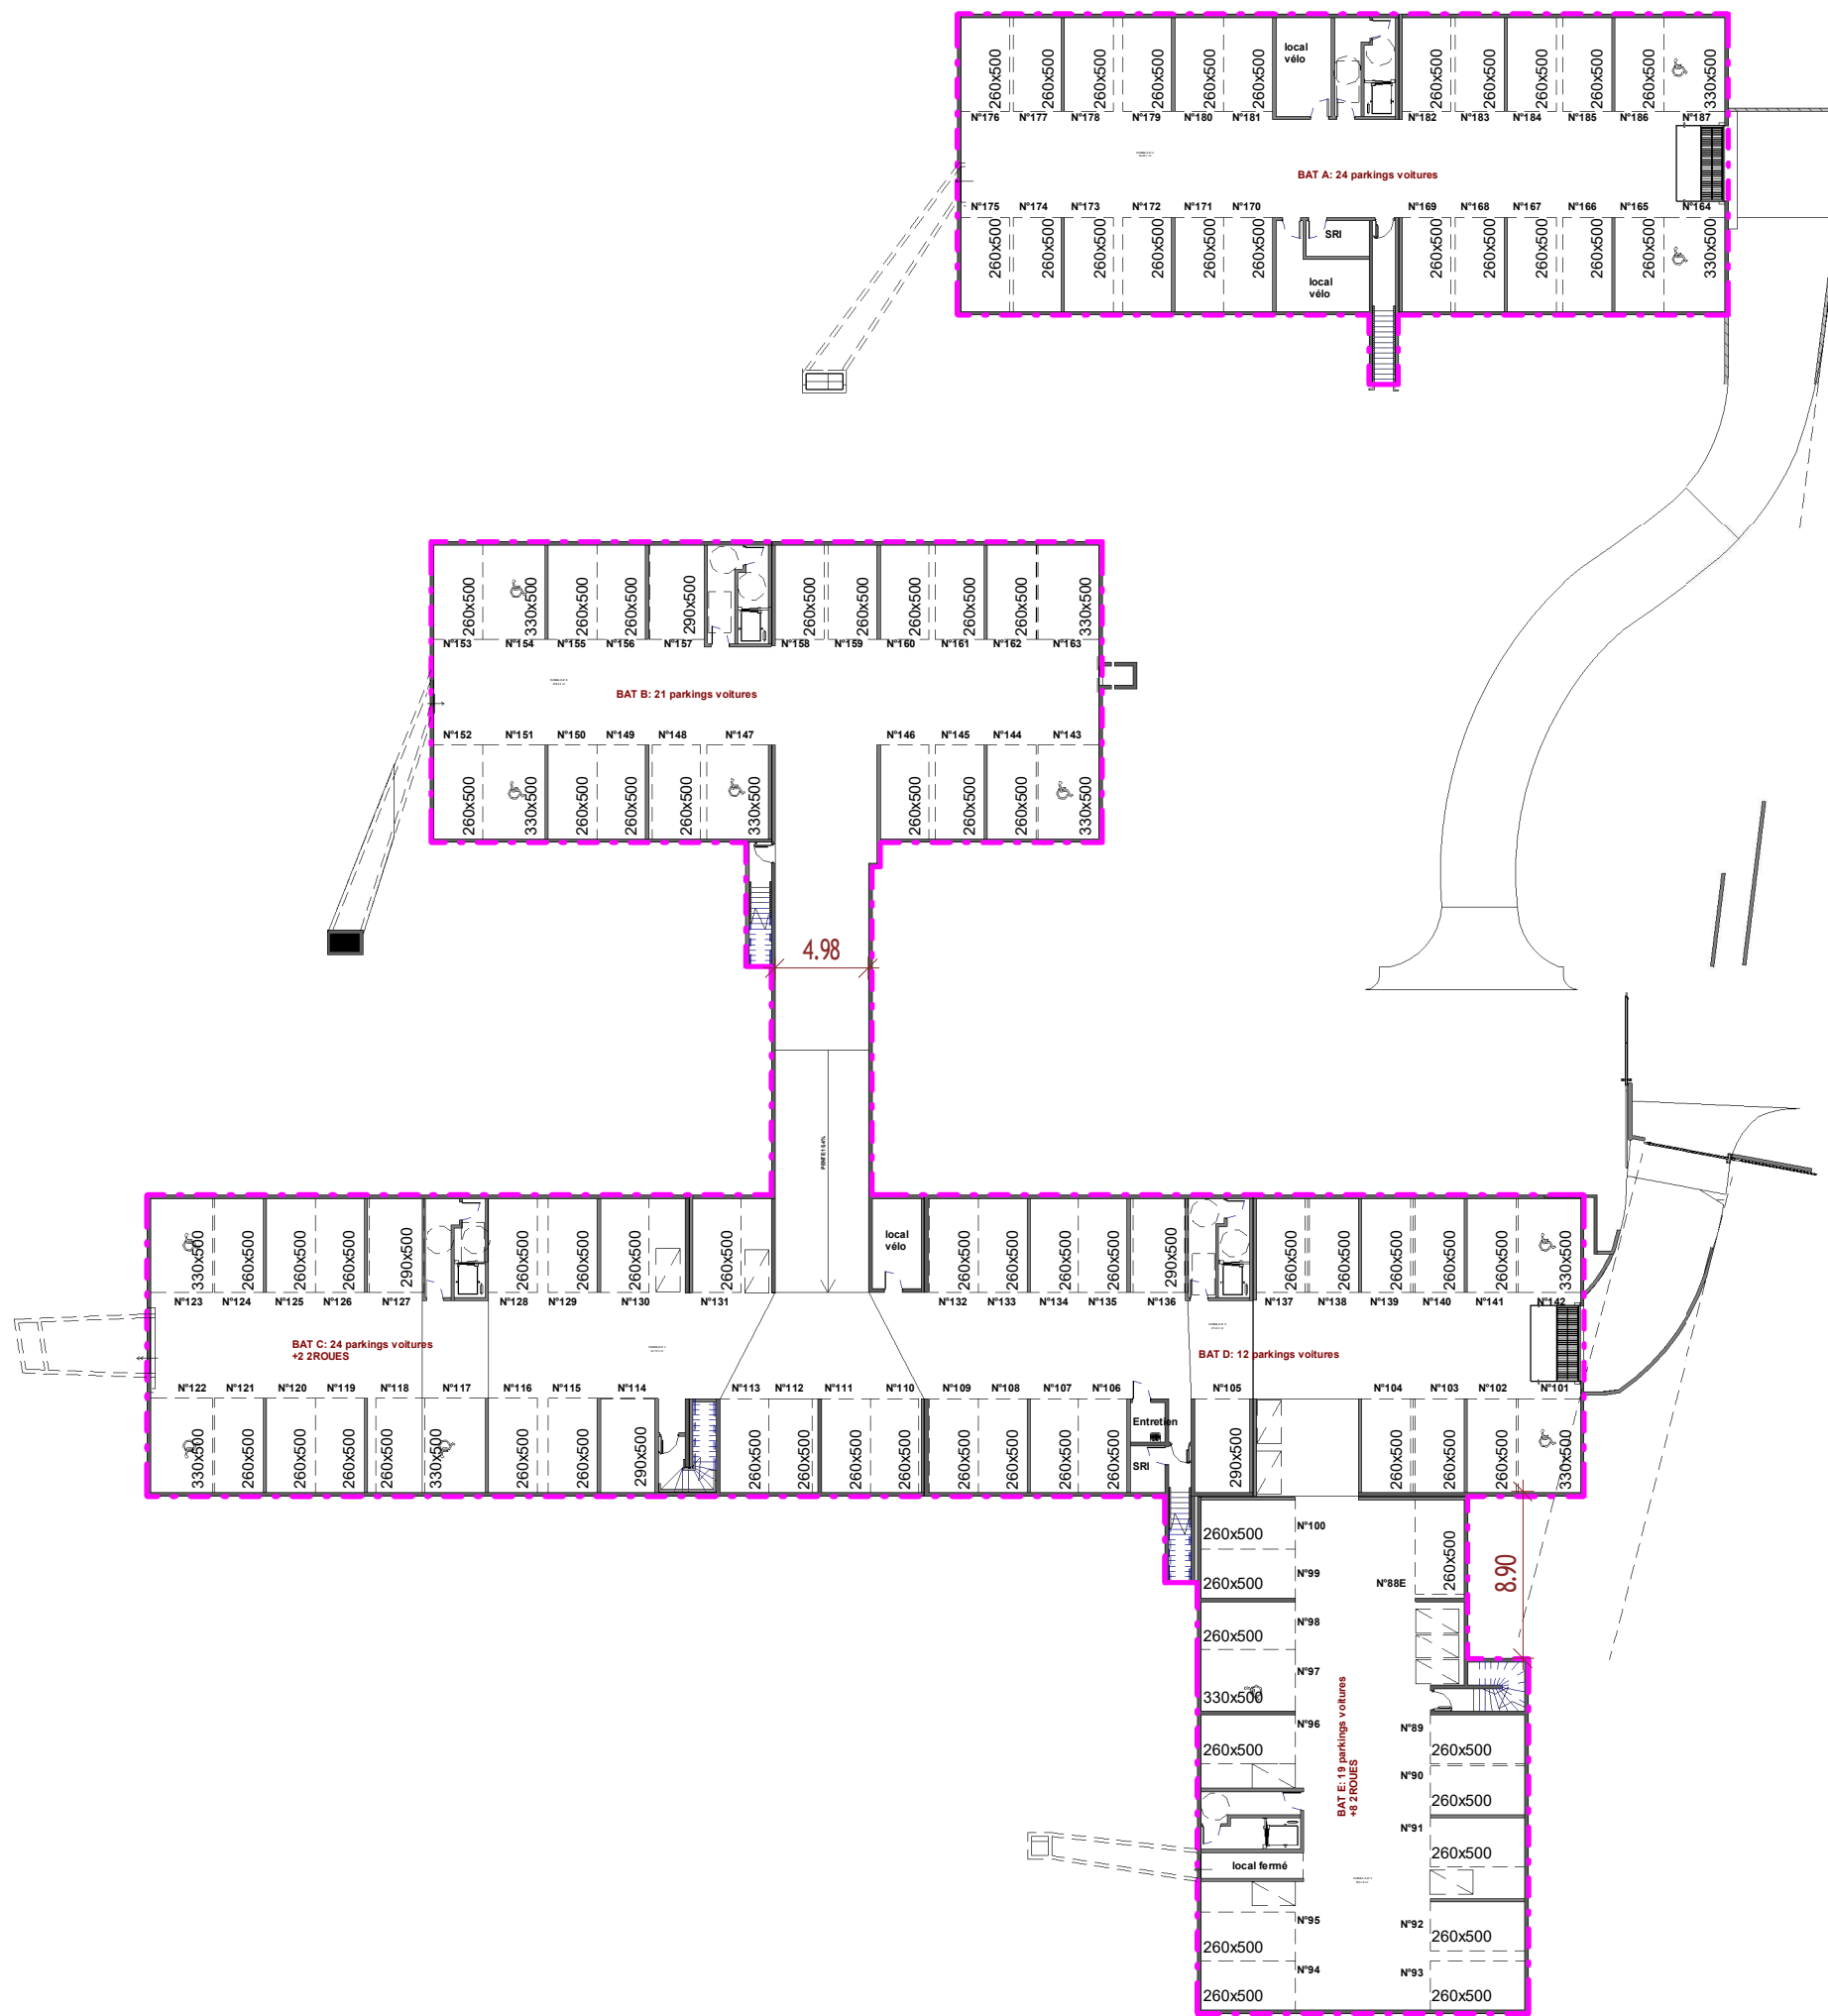 260x500 260x500 260x500 260x500 260x500 260x500 local 260x500 260x500 260x500 260x500 260x500 330x500
vélo
N°176 N°177 N°178 N°179 N°180 N°181 N°182 N°183 N°184 N°185 N°186 N°187
BAT A: 24 parkings voitures
N°175 N°174 N°173 N°172 N°171 N°170 N°169 N°168 N°167 N°166 N°165 N°164
260x500 260x500 260x500 260x500 260x500 260x500 SRI 260x500 260x500 260x500 260x500 260x500 330x500
local
vélo
260x500 330x500 260x500 260x500 290x500 260x500 260x500 260x500 260x500 260x500 330x500
N°153 N°154 N°155 N°156 N°157 N°158 N°159 N°160 N°161 N°162 N°163
BAT B: 21 parkings voitures
N°152 N°151 N°150 N°149 N°148 N°147 N°146 N°145 N°144 N°143
260x500 330x500 260x500 260x500 260x500 330x500 260x500 260x500 260x500 330x500
4.98
330x500 260x500 260x500 260x500 290x500 260x500 260x500 260x500 260x500 local 260x500 260x500 260x500 260x500 290x500 260x500 260x500 260x500 260x500 260x500 330x500
vélo
N°123 N°124 N°125 N°126 N°127 N°128 N°129 N°130 N°131 N°132 N°133 N°134 N°135 N°136 N°137 N°138 N°139 N°140 N°141 N°142
BAT C: 24 parkings voitures
+2 2ROUES
BAT D: 12 parkings voitures
N°122 N°121 N°120 N°119 N°118 N°117 N°116 N°115 N°114 N°113 N°112 N°111 N°110 N°109 N°108 N°107 N°106 N°105 N°104 N°103 N°102 N°101
Entretien
330x500 260x500 260x500 260x500 260x500 330x500 260x500 260x500 290x500 260x500 260x500 260x500 260x500 260x500 260x500 260x500 260x500 SRI 290x500 260x500 260x500 260x500 330x500
260x500 N°100
260x500 N°99 N°88E 260x500 8.90
260x500 N°98
330x500 N°97
260x500 N°96 N°89 260x500
BAT E: 19 parkings voitures
+8 2ROUES
N°90 260x500
N°91 260x500
local fermé
260x500 N°95 N°92 260x500
260x500 N°94 N°93 260x500